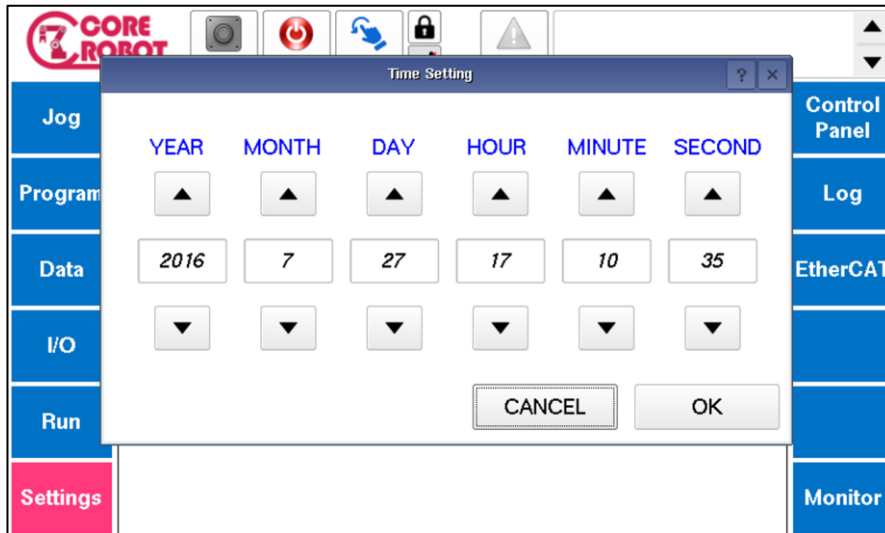 CORE
ROBOT
Time Setting
?
Jog
Program
Data
I/O
Run
Settings
YEAR MONTH DAY HOUR MINUTE SECOND
2016 7 27 17 10 35
CANCEL OK
Control
Panel
Log
EtherCAT
Monitor